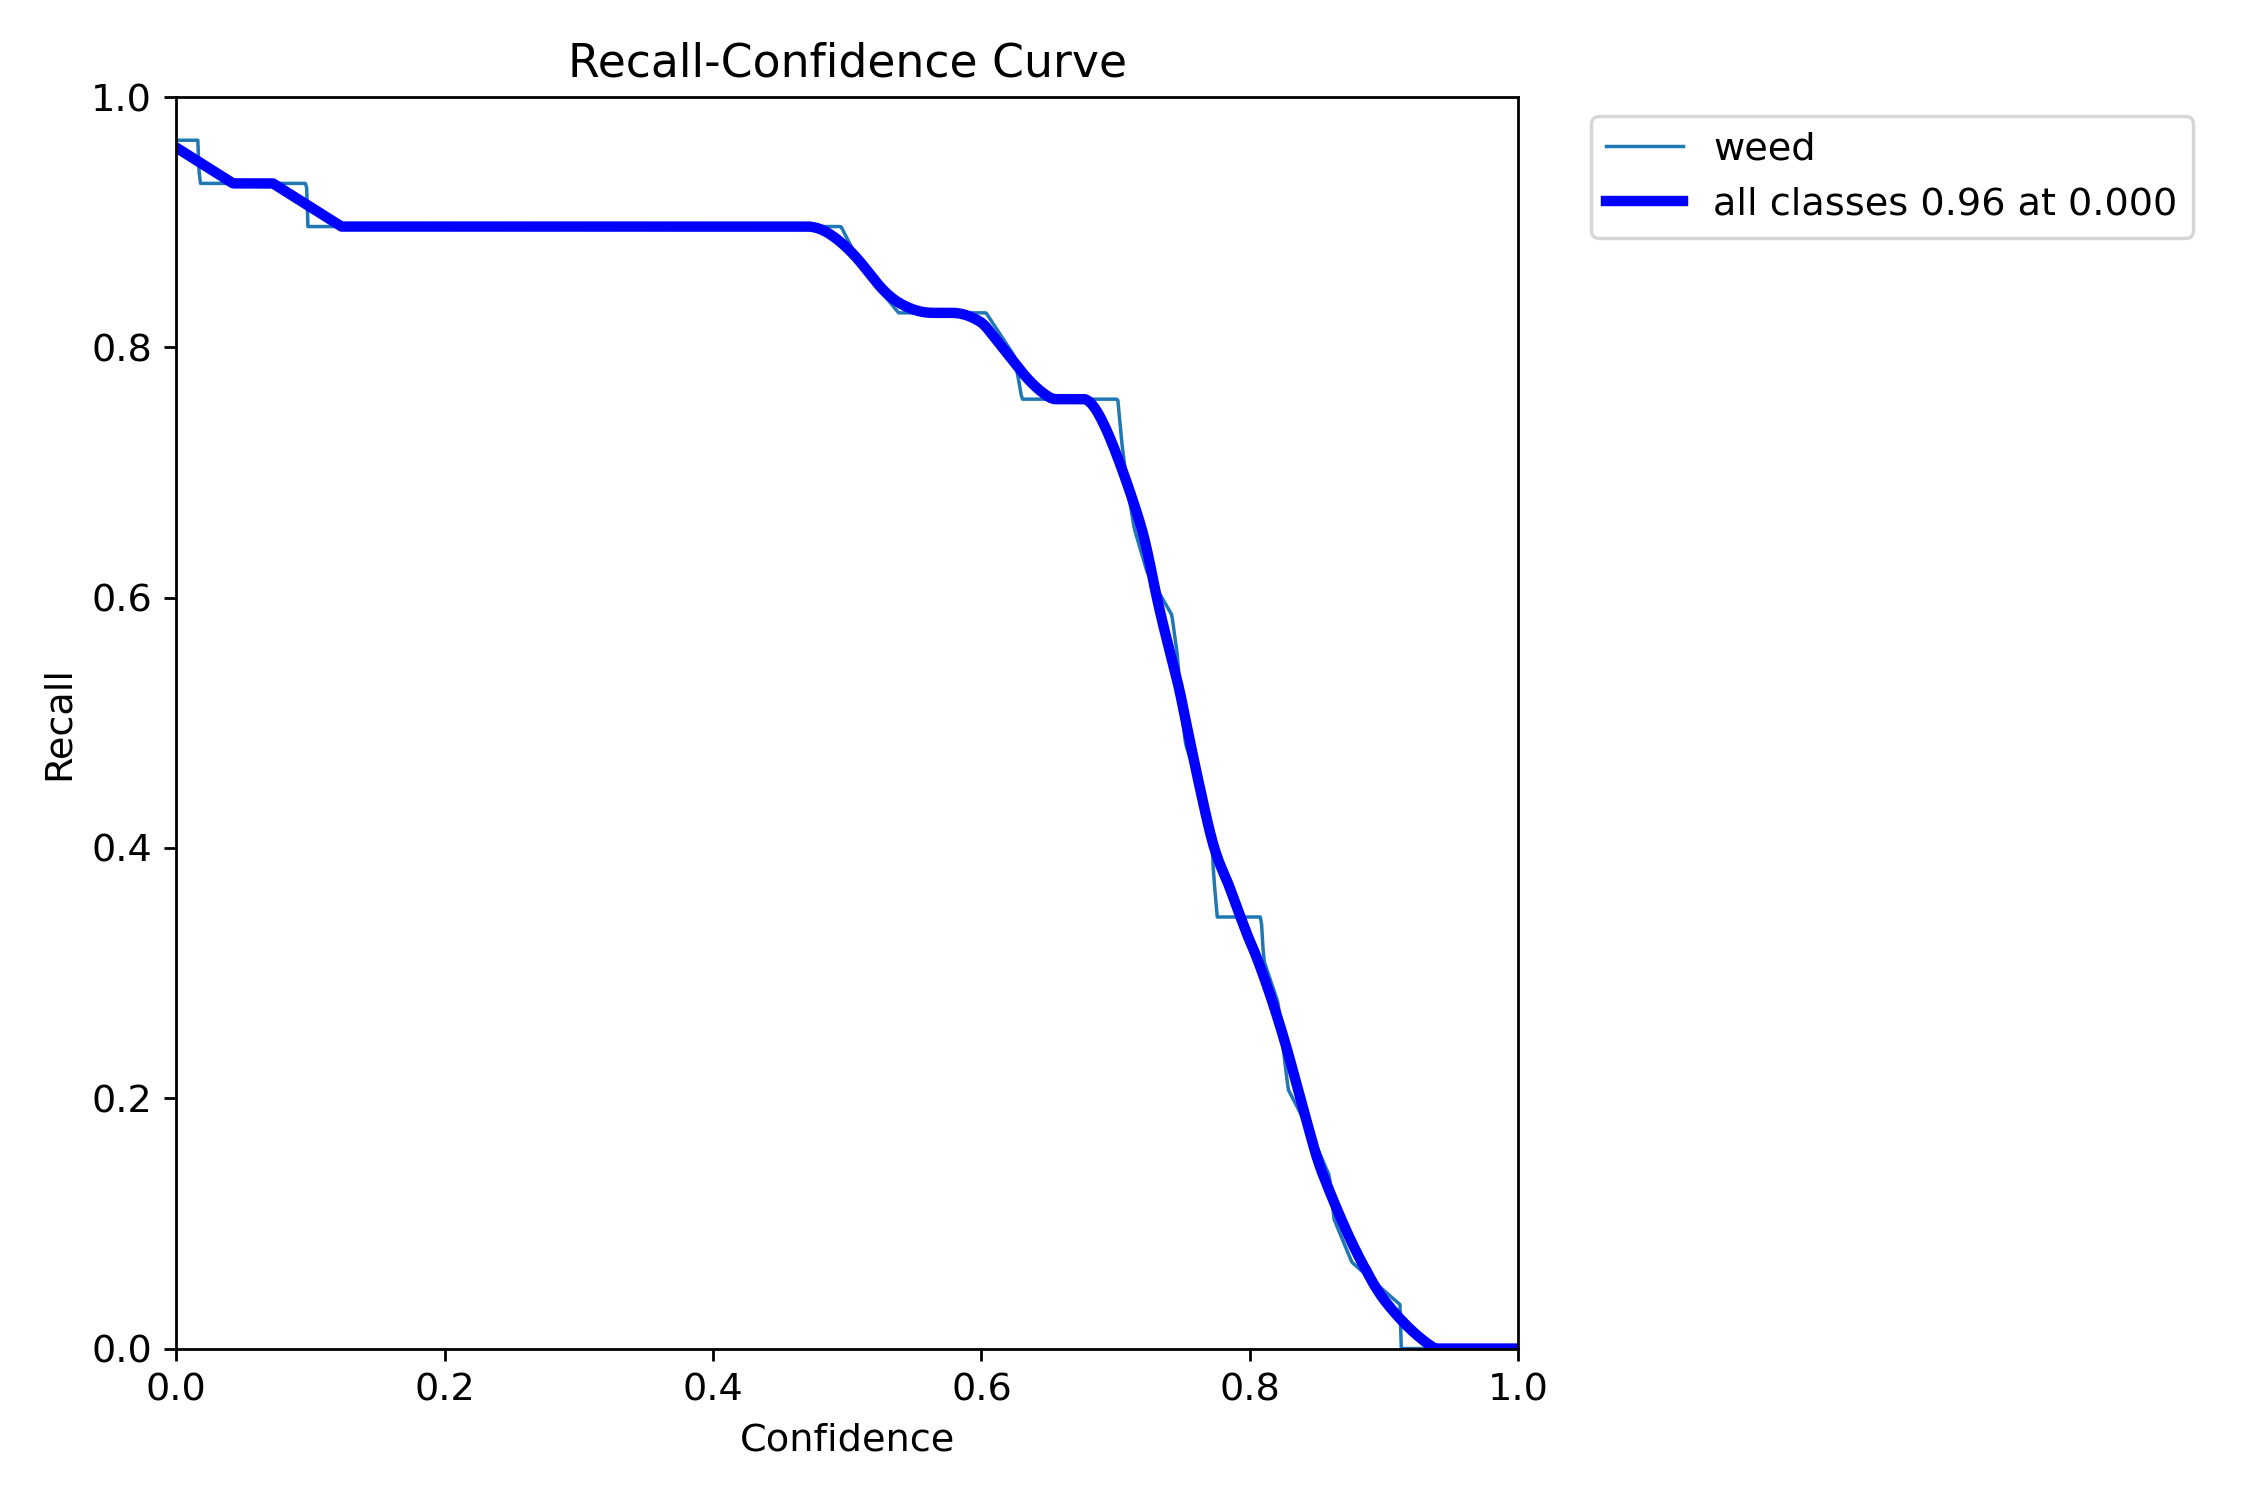 Recall-Confidence Curve
1.0
0.8
0.6
0.4
0.2
0.0
Recall
0.0 0.2 0.4 0.6 0.8 1.0
Confidence
weed
all classes 0.96 at 0.000